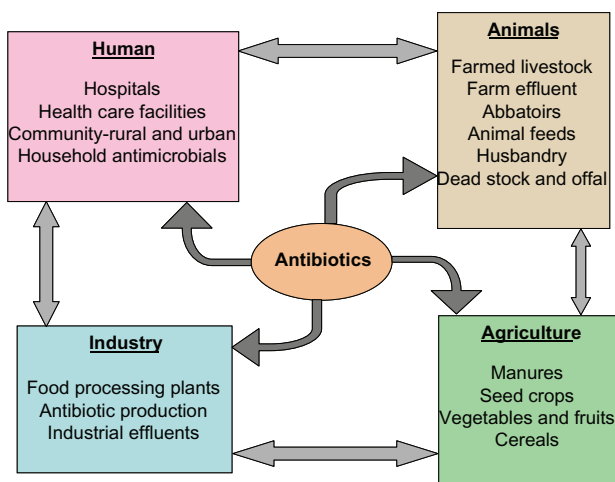 Human
Hospitals
Health care facilities
Community-rural and urban
Household antimicrobials
Animals
Farmed livestock
Farm effluent
Abbatoirs
Animal feeds
Husbandry
Dead stock and offal
Antibiotics
Industry
Food processing plants
Antibiotic production
Industrial effluents
Agriculture
Manures
Seed crops
Vegetables and fruits
Cereals